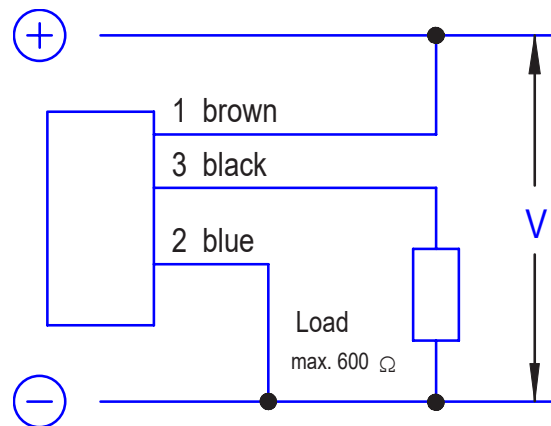 +
1 brown
3 black
V
2 blue
Load
max. 600 Ω
−